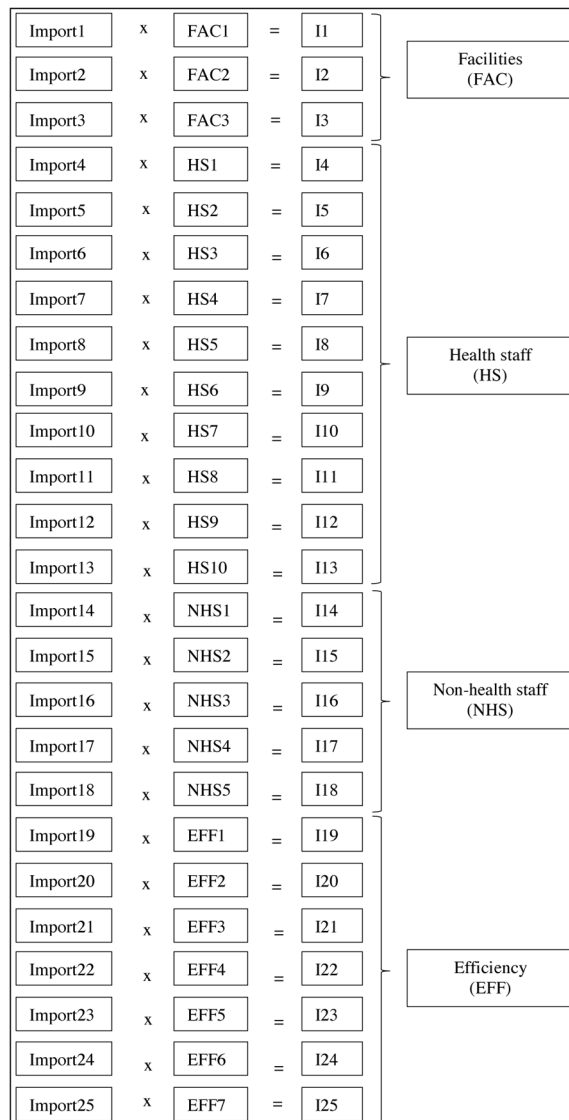 Import1 x FAC1 = I1
Import2 x FAC2 = I2
Import3 x FAC3 = I3
Facilities
(FAC)
Import4 x HS1 = I4
Import5 x HS2 = I5
Import6 x HS3 = I6
Import7 x HS4 = I7
Import8 x HS5 = I8
Import9 x HS6 = I9
Import10 x HS7 = I10
Import11 x HS8 = I11
Import12 x HS9 = I12
Import13 x HS10 = I13
Health staff
(HS)
Import14 x NHS1 = I14
Import15 x NHS2 = I15
Import16 x NHS3 = I16
Import17 x NHS4 = I17
Import18 x NHS5 = I18
Non-health staff
(NHS)
Import19 x EFF1 = I19
Import20 x EFF2 = I20
Import21 x EFF3 = I21
Import22 x EFF4 = I22
Import23 x EFF5 = I23
Import24 x EFF6 = I24
Import25 x EFF7 = I25
Efficiency
(EFF)